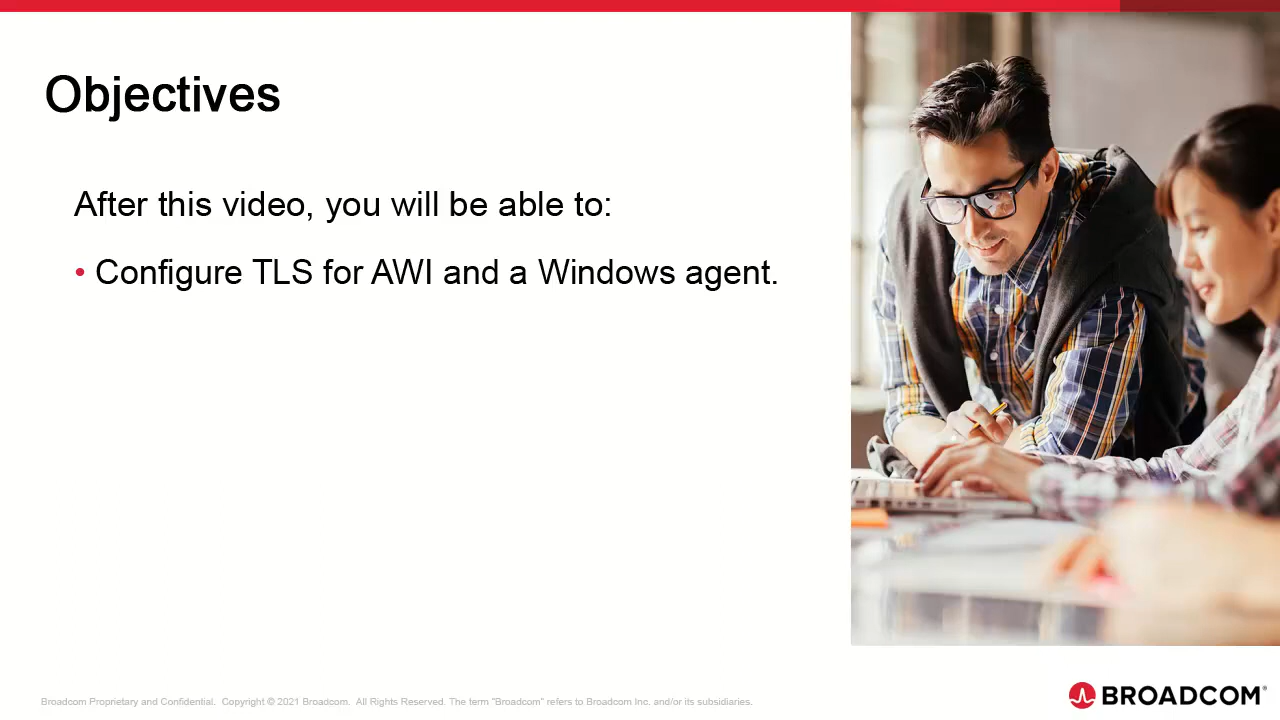 Objectives
After this video, you will be able to:
• Configure TLS for AWI and a Windows agent.
Broadcom Proprietary and Confidential. Copyright © 2021 Broadcom. All Rights Reserved. The term "Broadcom" refers to Broadcom Inc. and/or its subsidiaries.
BROADCOM®